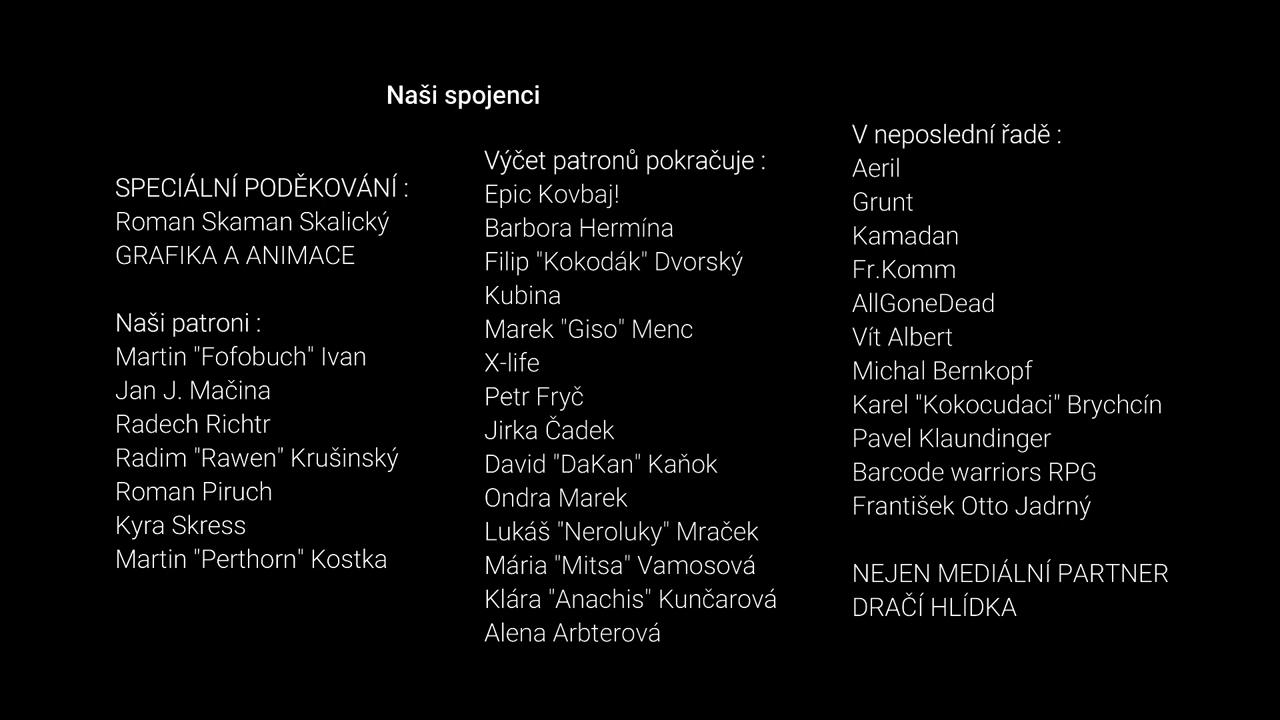 Naši spojenci
SPECIÁLNÍ PODĚKOVÁNÍ :
Roman Skaman Skalický
GRAFIKA A ANIMACE
Naši patroni :
Martin "Fofobuch" Ivan
Jan J. Mačina
Radech Richtr
Radim "Rawen" Krušinský
Roman Piruch
Kyra Skress
Martin "Perthorn" Kostka
Výčet patronů pokračuje :
Epic Kovbaj!
Barbora Hermína
Filip "Kokodák" Dvorský
Kubina
Marek "Giso" Menc
X-life
Petr Fryč
Jirka Čadek
David "DaKan" Kaňok
Ondra Marek
Lukáš "Neroluky" Mraček
Mária "Mitsa" Vamosová
Klára "Anachis" Kunčarová
Alena Arbterová
V neposlední řadě :
Aeril
Grunt
Kamadan
Fr.Komm
AllGoneDead
Vít Albert
Michal Bernkopf
Karel "Kokocudaci" Brychcín
Pavel Klaundinger
Barcode warriors RPG
František Otto Jadrný
NEJEN MEDIÁLNÍ PARTNER
DRAČÍ HLÍDKA